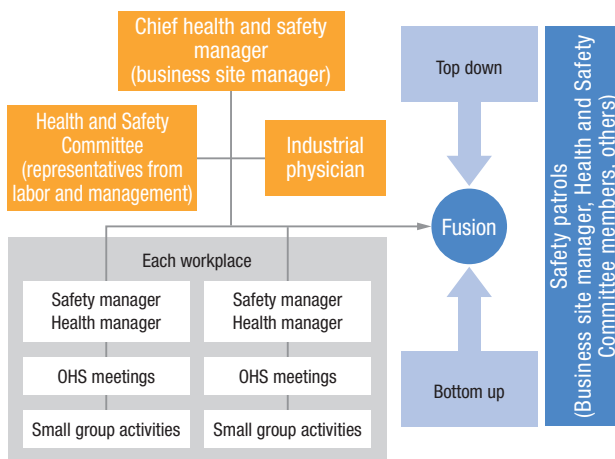 Chief health and safety
manager
(business site manager)
Health and Safety
Committee
(representatives from
labor and management)
Industrial
physician
Each workplace
Safety manager
Health manager
OHS meetings
Small group activities
Safety manager
Health manager
OHS meetings
Small group activities
Top down
Fusion
Bottom up
Safety patrols
(Business site manager, Health and Safety
Committee members, others)